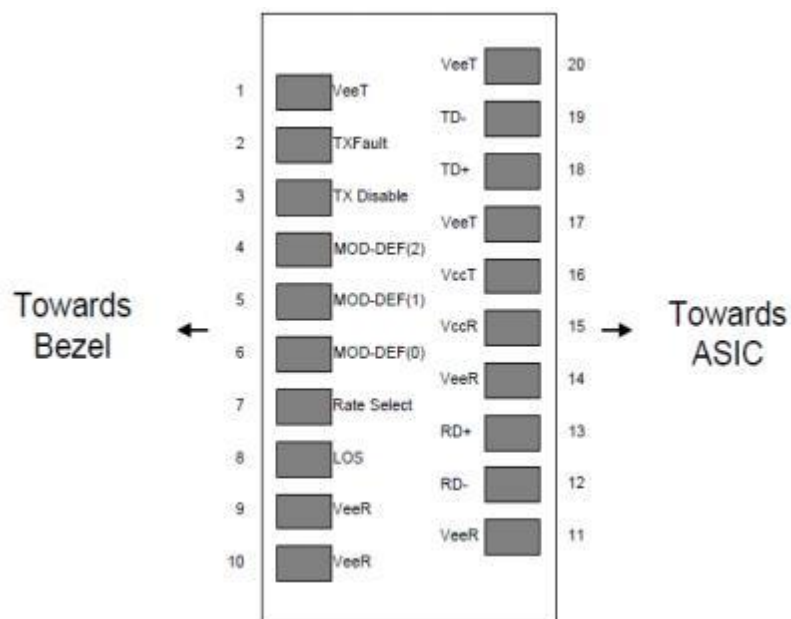 VeeT 20
1 VeeT
TD- 19
2 TXFault
TD+ 18
3 TX Disable
VeeT 17
4 MOD-DEF(2)
VccT 16
5 MOD-DEF(1)
Towards
Bezel
VccR 15
Towards
ASIC
6 MOD-DEF(0)
VeeR 14
7 Rate Select
RD+ 13
8 LOS
RD- 12
9 VeeR
VeeR 11
10 VeeR